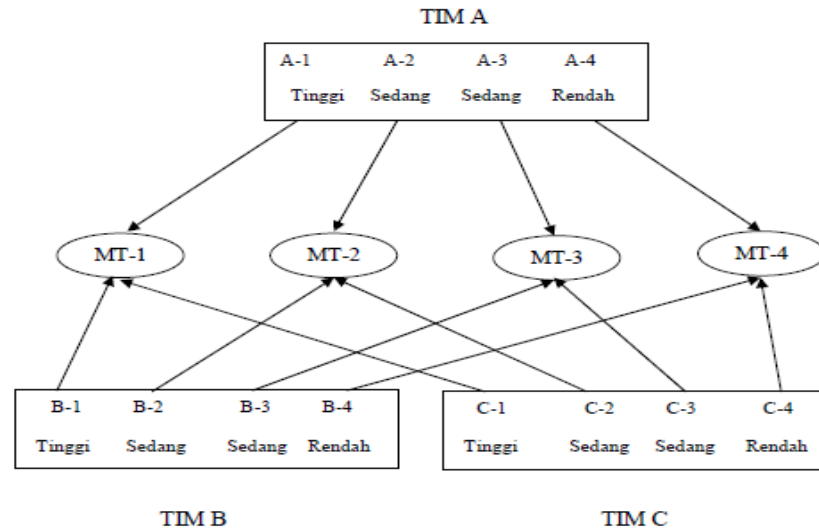 TIM A
A-1 A-2 A-3 A-4
Tinggi Sedang Sedang Rendah
MT-1 MT-2 MT-3 MT-4
B-1 B-2 B-3 B-4
Tinggi Sedang Sedang Rendah
C-1 C-2 C-3 C-4
Tinggi Sedang Sedang Rendah
TIM B
TIM C